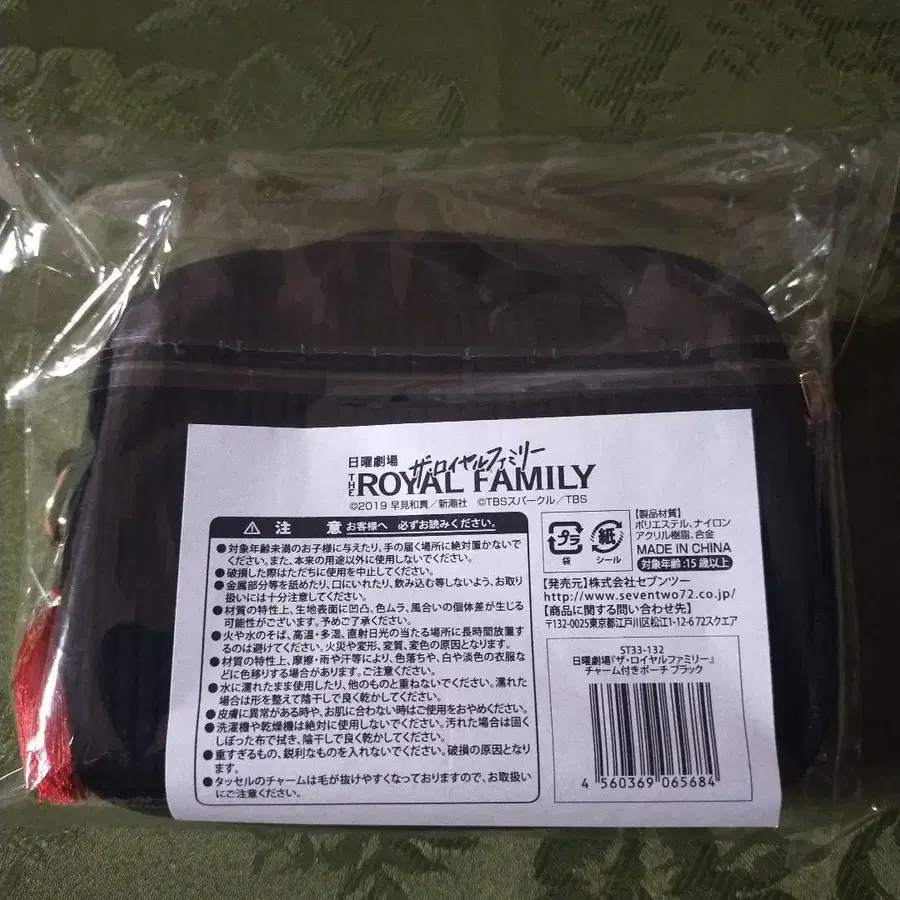 日曜劇場
ザ・ロイヤルファミリー
THE ROYAL FAMILY
©2019 早見和真／新潮社 ©TBSスパークル／TBS
注 意 お客様へ 必ずお読みください。
●対象年齢未満のお子様に与えたり、手の届く場所に絶対置かないで
ください。また、本来の用途以外に使用しないでください。
●破損した際はただちに使用を中止してください。
●金属部分等を舐めたり、口にいれたり、飲み込む等しないよう、お取り
扱いには十分注意してください。
●材質の特性上、生地表面に凹凸、色ムラ、風合いの個体差が生じる
可能性がございます。予めご了承ください。
●火や水のそば、高温・多湿、直射日光の当たる場所に長時間放置す
るのは避けてください。火災や変形、変質、変色の原因となります。
●材質の特性上、摩擦・雨や汗等により、色落ちや、白や淡色の衣服な
どに色移りする場合があります。ご注意ください。
●水に濡れたまま使用したり、他のものと重ねないでください。濡れた
場合は形を整えて陰干しで良く乾かしてください。
●皮膚に異常がある時や、お肌に合わない時はご使用をおやめください。
●洗濯機や乾燥機は絶対に使用しないでください。汚れた場合は固く
しぼった布で拭き、陰干しで良く乾かしてください。
●重すぎるもの、鋭利なものを入れないでください。破損の原因となり
ます。
●タッセルのチャームは毛が抜けやすくなっておりますので、お取扱い
にご注意ください。
プラ
袋
紙
シール
【製品材質】
ポリエステル、ナイロン
アクリル樹脂、合金
MADE IN CHINA
対象年齢:15歳以上
【発売元】株式会社セブンツー
http://www.seventwo72.co.jp/
【商品に関する問い合わせ先】
〒132-0025東京都江戸川区松江1-12-6 72スクエア
ST33-132
日曜劇場『ザ・ロイヤルファミリー』
チャーム付きポーチ ブラック
4 560369 065684